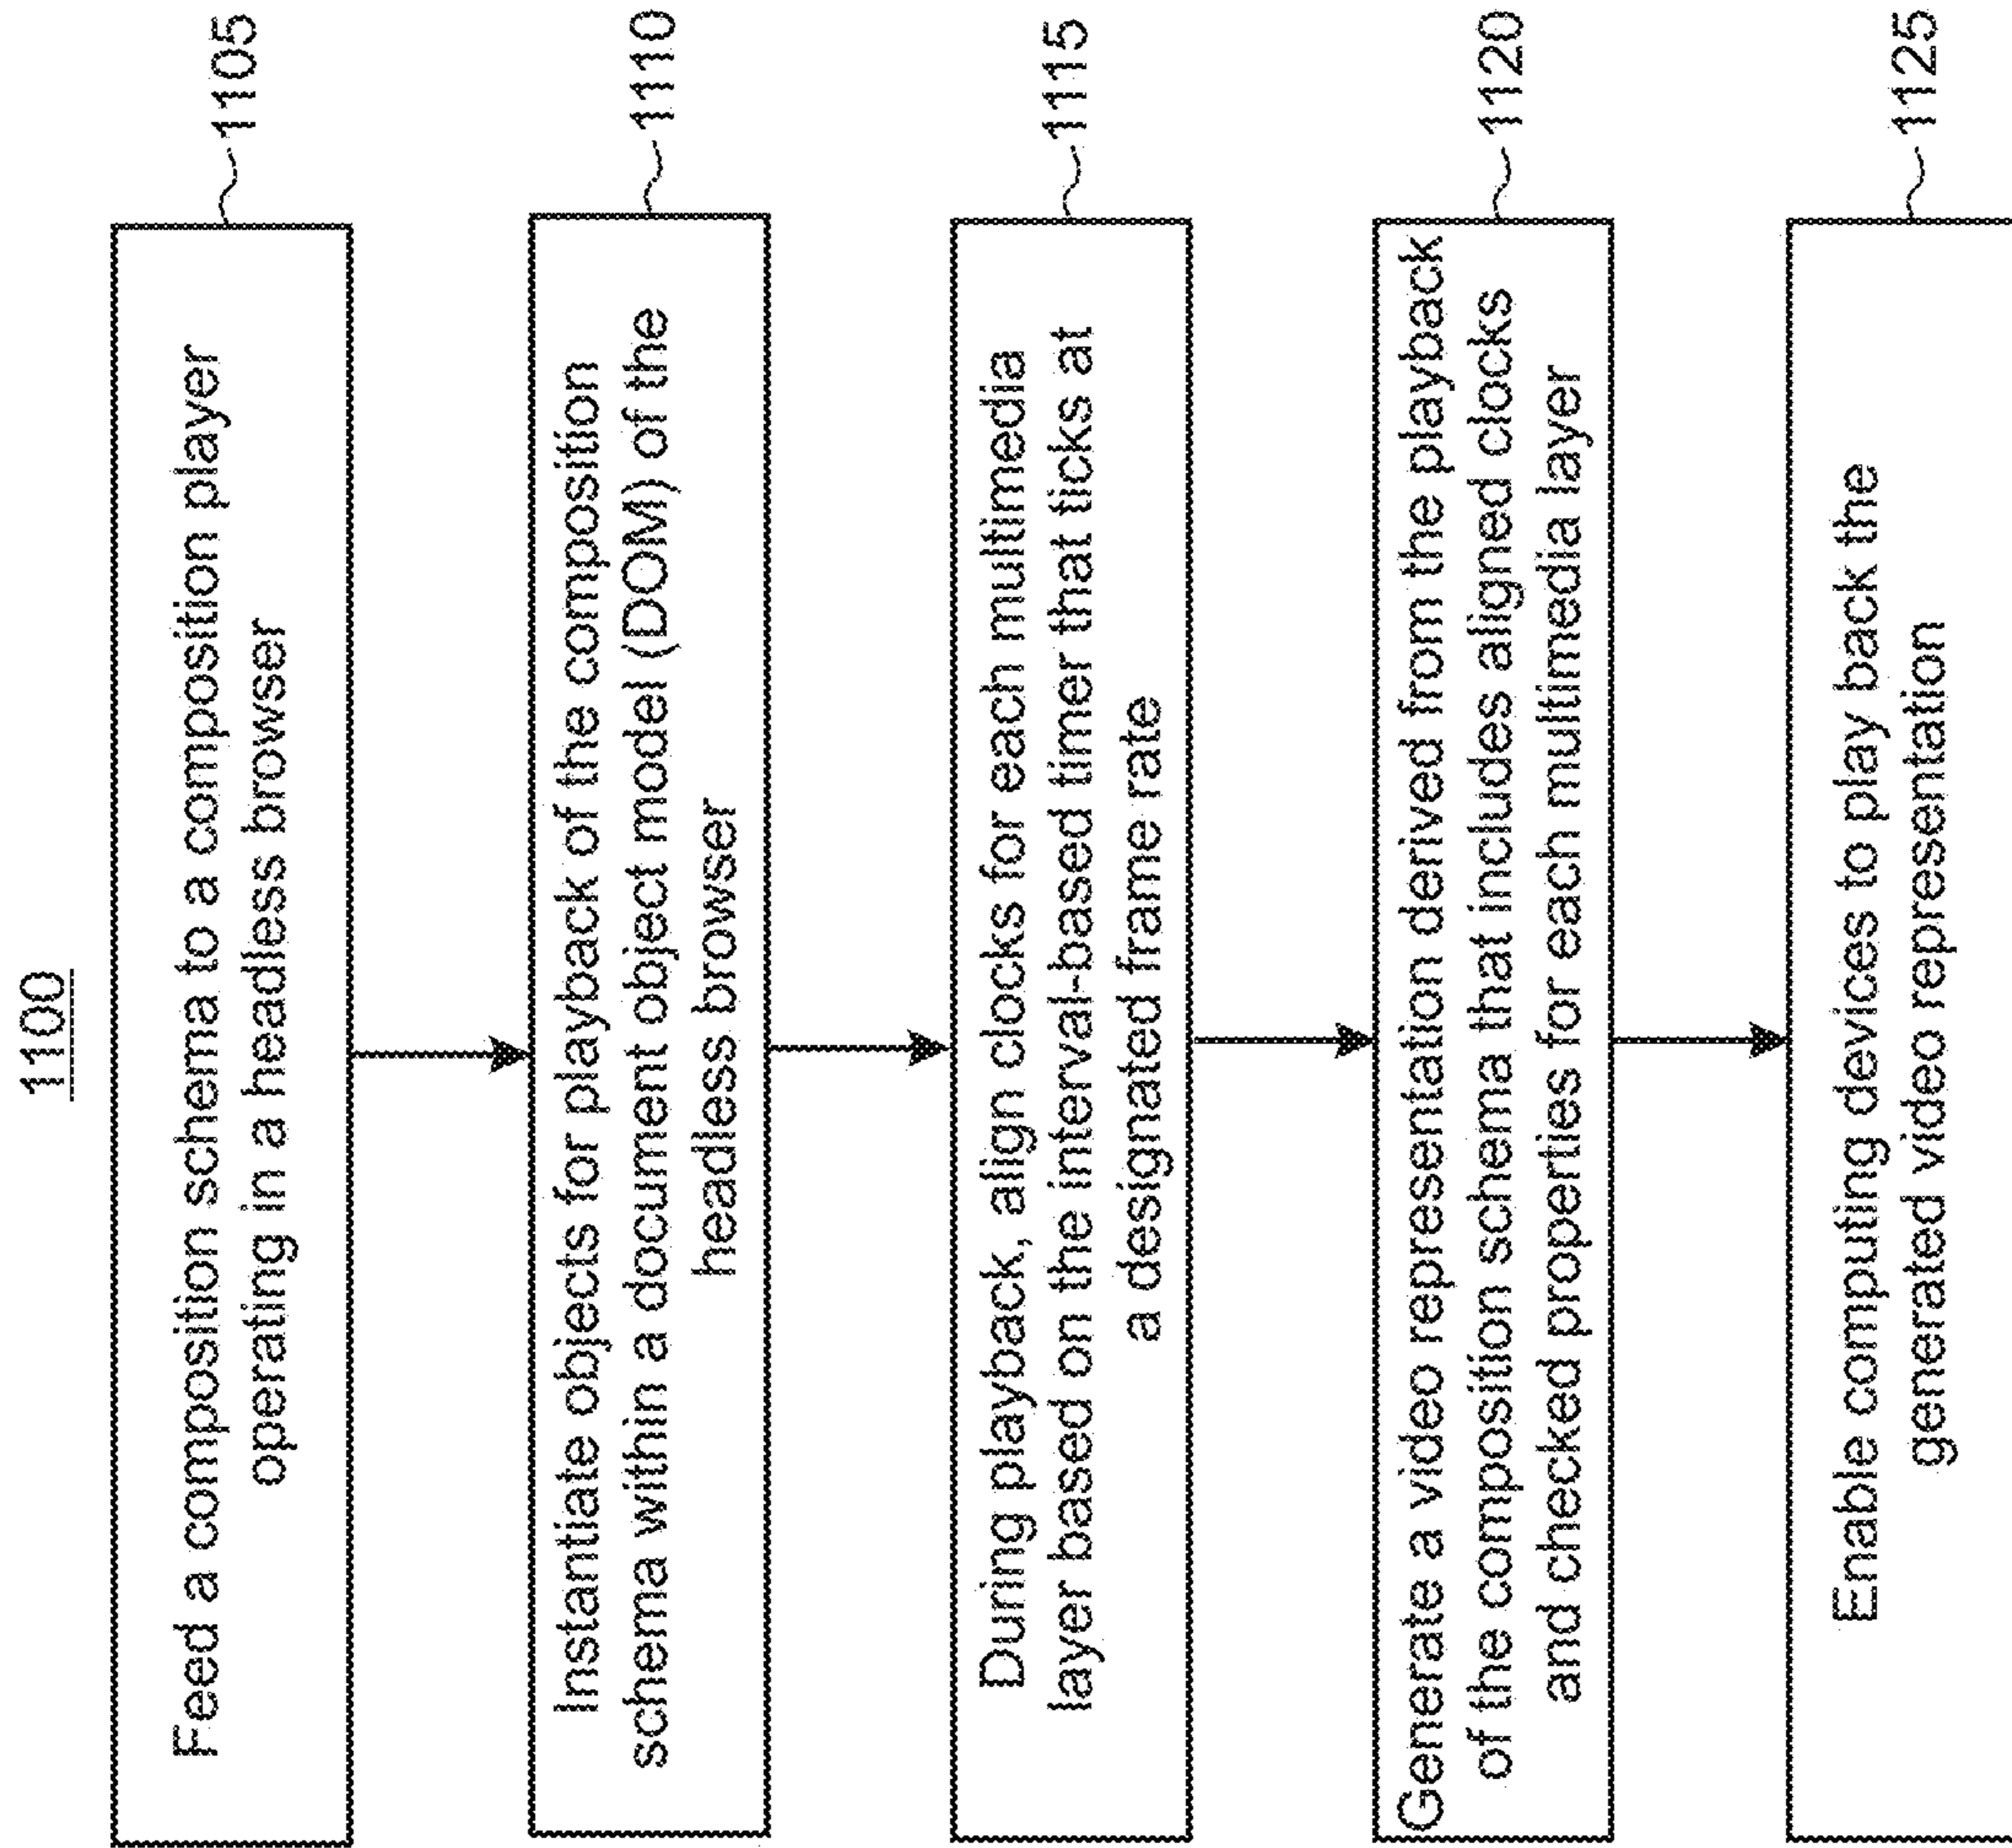 1100
Feed a composition schema to a composition player
operating in a headless browser
1105
Instantiate objects for playback of the composition
schema within a document object model (DOM) of the
headless browser
1110
During playback, align clocks for each multimedia
layer based on the interval-based timer that ticks at
a designated frame rate
1115
Generate a video representation derived from the playback
of the composition schema that includes aligned clocks
and checked properties for each multimedia layer
1120
Enable computing devices to play back the
generated video representation
1125